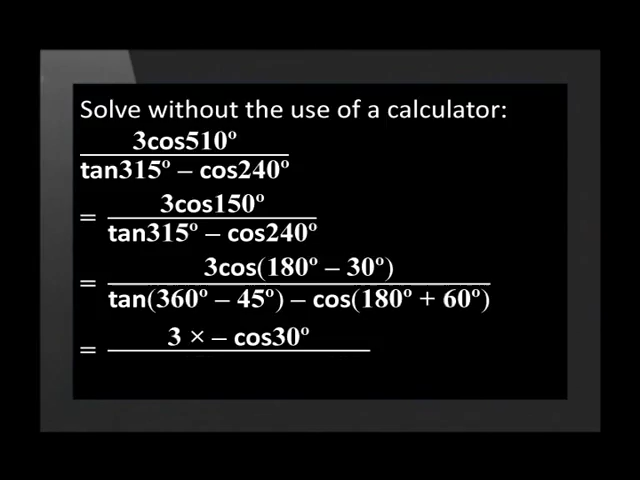 Solve without the use of a calculator:
3cos510º
tan315º – cos240º
= 3cos150º
tan315º – cos240º
= 3cos(180º – 30º)
tan(360º – 45º) – cos(180º + 60º)
= 3 × – cos30º